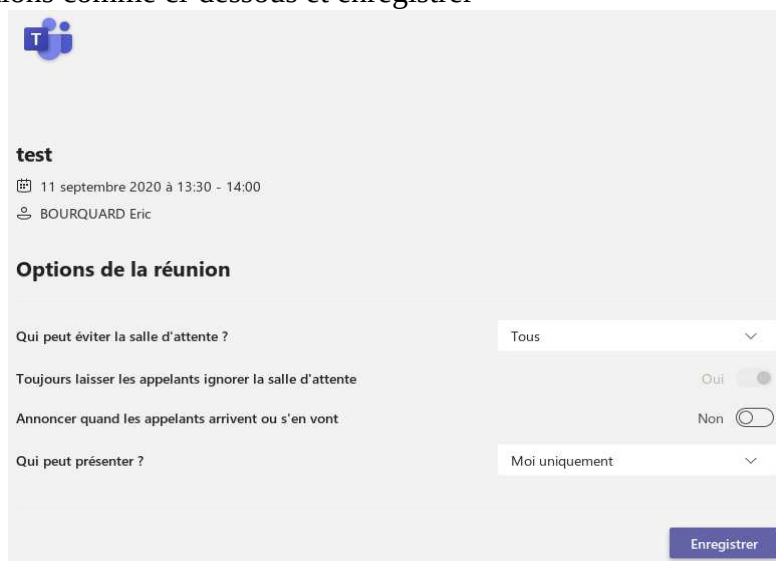 ions comme ci-dessous et enregistrer
T
test
11 septembre 2020 à 13:30 - 14:00
BOURQUARD Eric
Options de la réunion
Qui peut éviter la salle d'attente ? Tous
Toujours laisser les appelants ignorer la salle d'attente Oui
Annoncer quand les appelants arrivent ou s'en vont Non
Qui peut présenter ? Moi uniquement
Enregistrer